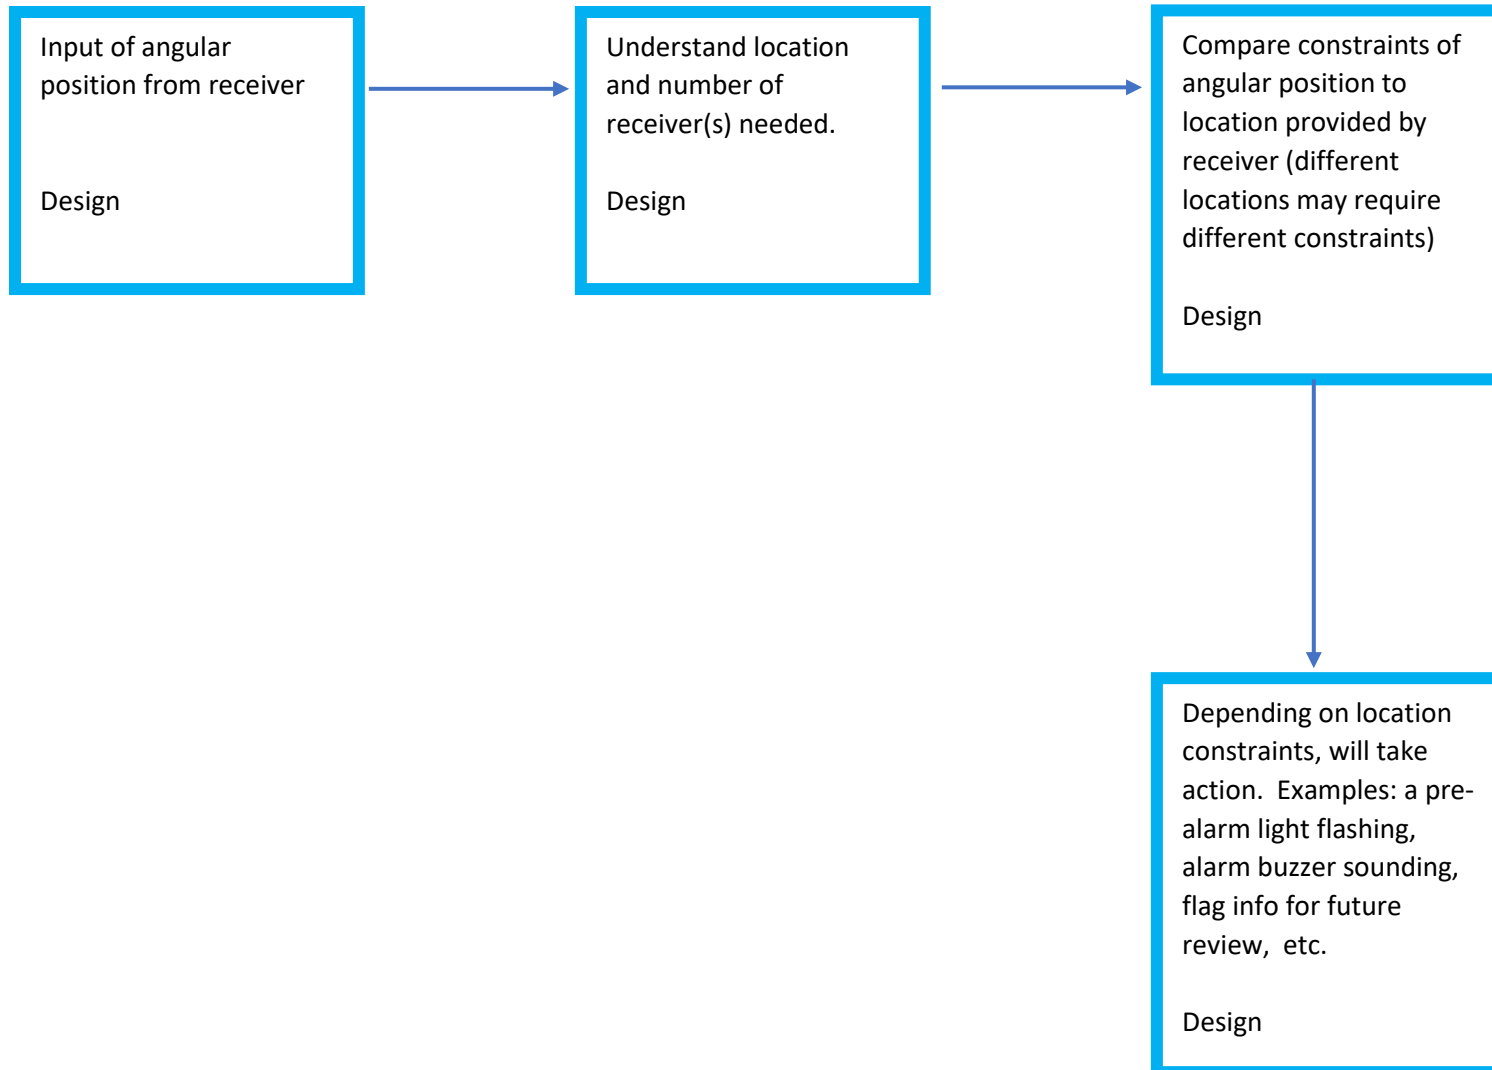 Input of angular
position from receiver
Design
Understand location
and number of
receiver(s) needed.
Design
Compare constraints of
angular position to
location provided by
receiver (different
locations may require
different constraints)
Design
Depending on location
constraints, will take
action.  Examples: a pre-
alarm light flashing,
alarm buzzer sounding,
flag info for future
review,  etc.
Design